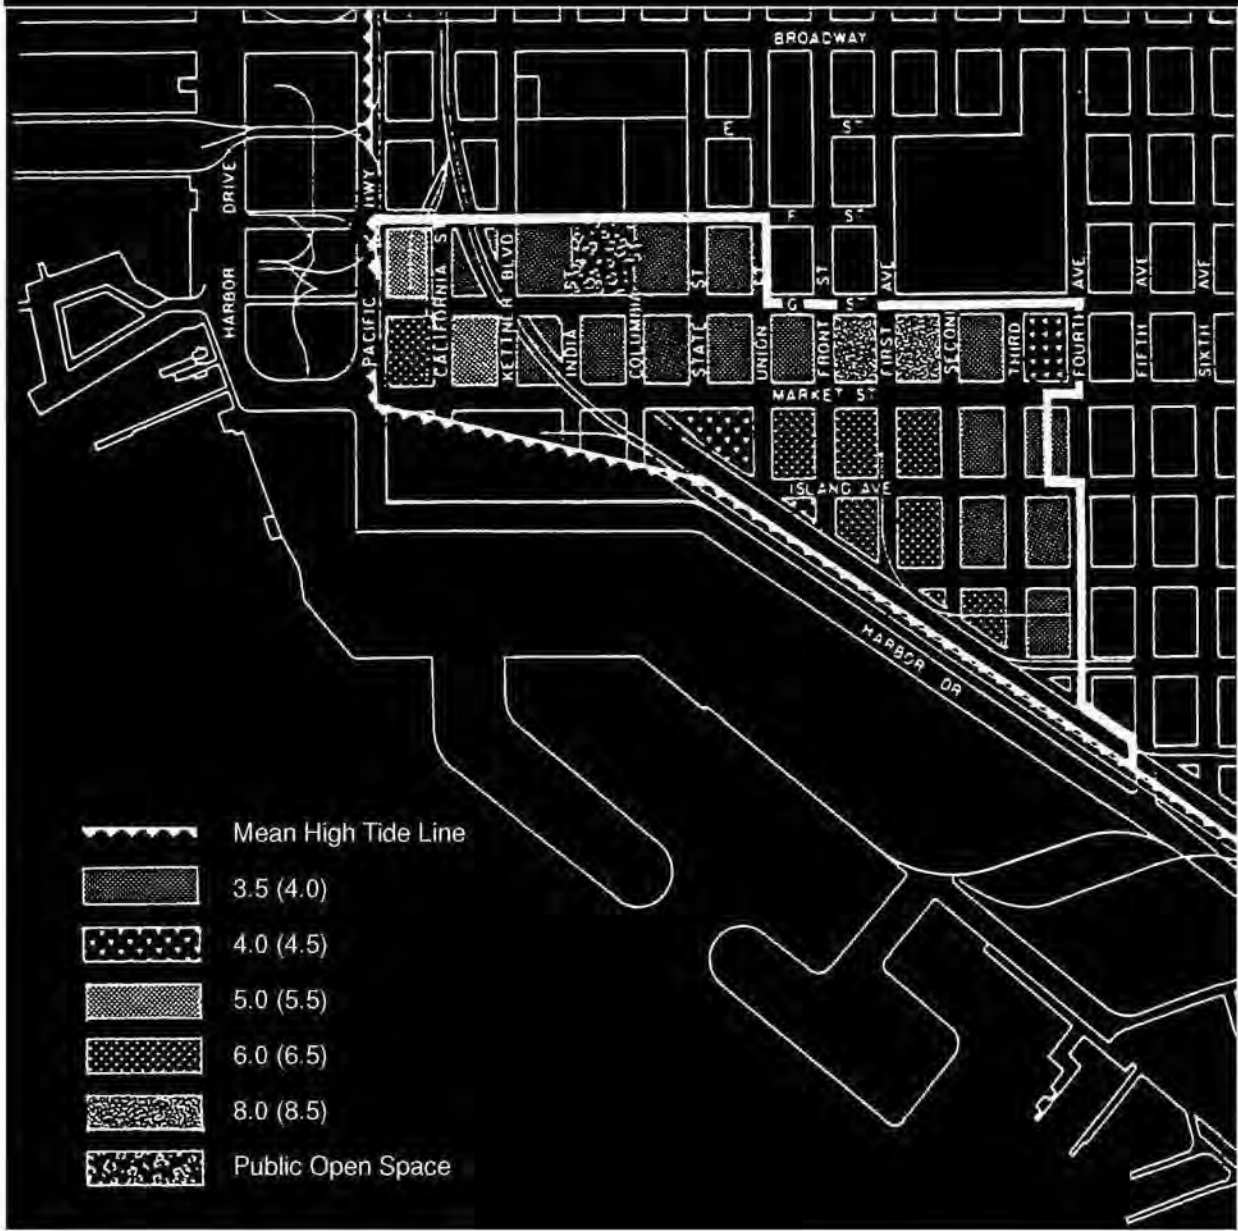 BROADWAY
E ST
DRIVE
HWY
F ST
HARBOR
PACIFIC
CALIFORNIA S
KETTNER BLVD
INDIA ST
COLUMBIA
STATE ST
UNION ST
FRONT ST
FIRST AVE
SECOND
THIRD
FOURTH AVE
FIFTH AVE
SIXTH AVE
G ST
MARKET ST
ISLAND AVE
HARBOR DR
Mean High Tide Line
3.5 (4.0)
4.0 (4.5)
5.0 (5.5)
6.0 (6.5)
8.0 (8.5)
Public Open Space